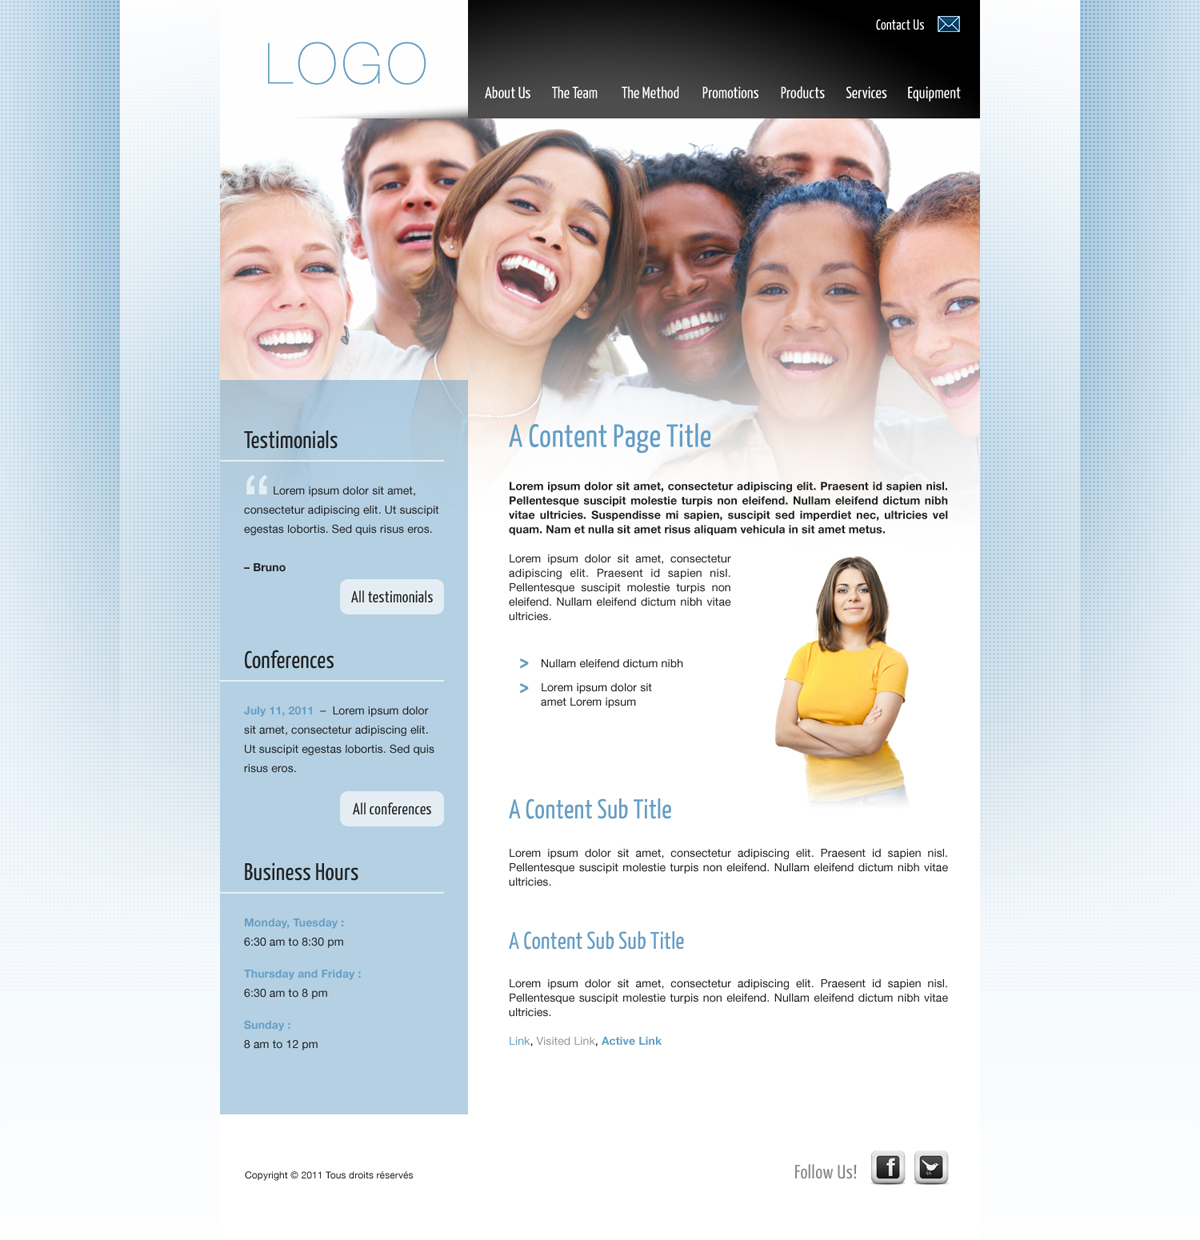 LOGO
Contact Us
About Us The Team The Method Promotions Products Services Equipment
Testimonials
“ Lorem ipsum dolor sit amet,
consectetur adipiscing elit. Ut suscipit
egestas lobortis. Sed quis risus eros.
– Bruno
All testimonials
Conferences
July 11, 2011 – Lorem ipsum dolor
sit amet, consectetur adipiscing elit.
Ut suscipit egestas lobortis. Sed quis
risus eros.
All conferences
Business Hours
Monday, Tuesday :
6:30 am to 8:30 pm
Thursday and Friday :
6:30 am to 8 pm
Sunday :
8 am to 12 pm
A Content Page Title
Lorem ipsum dolor sit amet, consectetur adipiscing elit. Praesent id sapien nisl.
Pellentesque suscipit molestie turpis non eleifend. Nullam eleifend dictum nibh
vitae ultricies. Suspendisse mi sapien, suscipit sed imperdiet nec, ultricies vel
quam. Nam et nulla sit amet risus aliquam vehicula in sit amet metus.
Lorem ipsum dolor sit amet, consectetur
adipiscing elit. Praesent id sapien nisl.
Pellentesque suscipit molestie turpis non
eleifend. Nullam eleifend dictum nibh vitae
ultricies.
> Nullam eleifend dictum nibh
> Lorem ipsum dolor sit
amet Lorem ipsum
A Content Sub Title
Lorem ipsum dolor sit amet, consectetur adipiscing elit. Praesent id sapien nisl.
Pellentesque suscipit molestie turpis non eleifend. Nullam eleifend dictum nibh vitae
ultricies.
A Content Sub Sub Title
Lorem ipsum dolor sit amet, consectetur adipiscing elit. Praesent id sapien nisl.
Pellentesque suscipit molestie turpis non eleifend. Nullam eleifend dictum nibh vitae
ultricies.
Link, Visited Link, Active Link
Copyright © 2011 Tous droits réservés
Follow Us! f